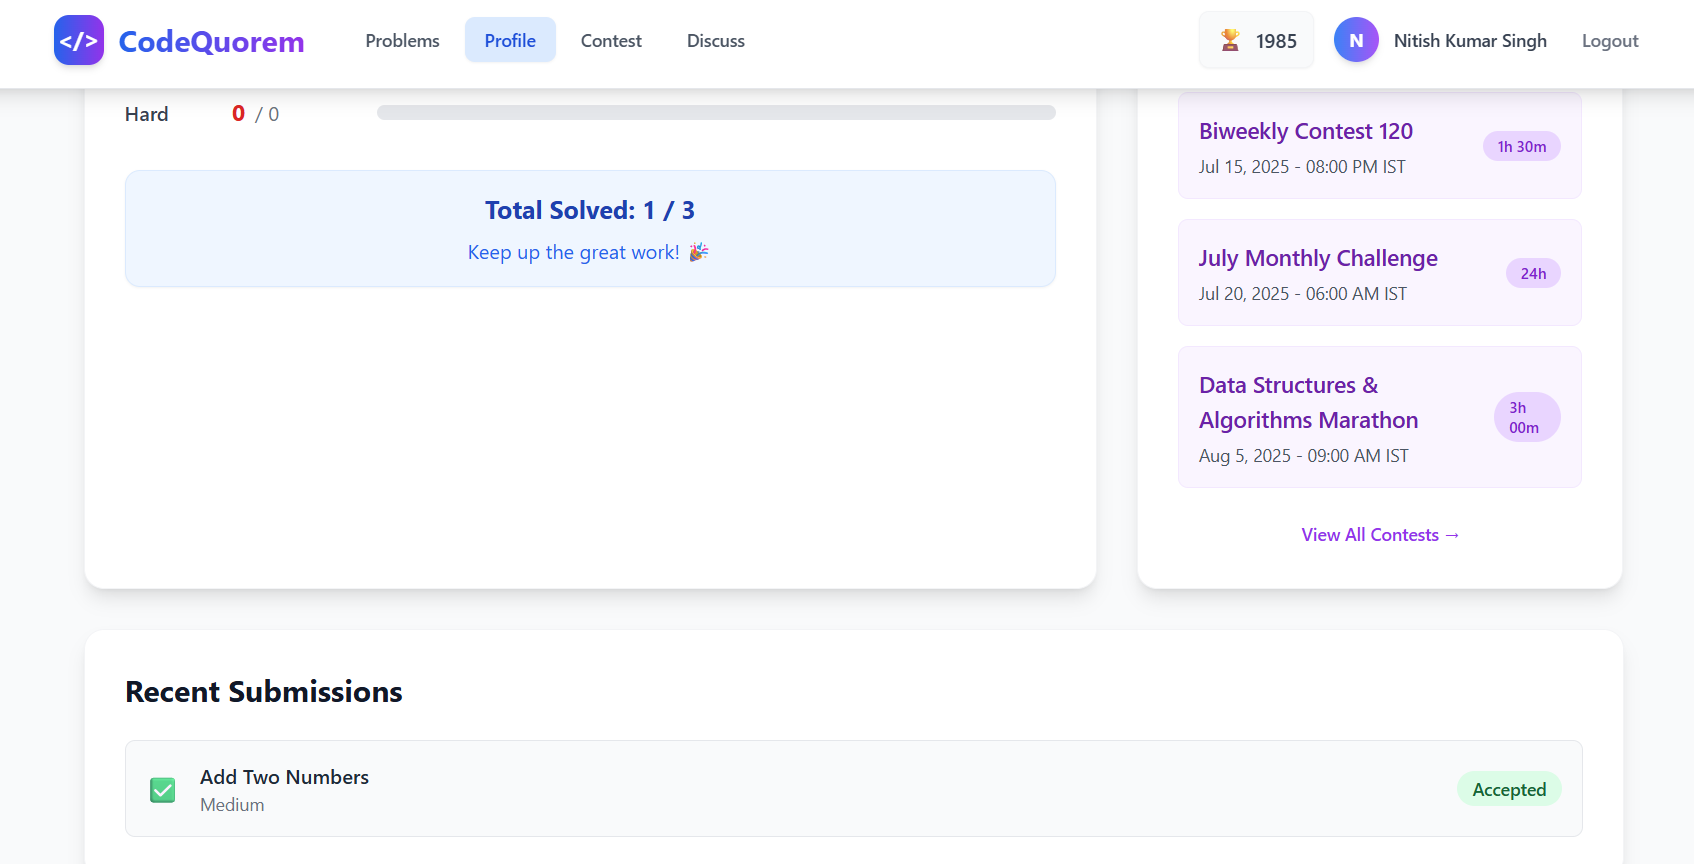 </> CodeQuorem Problems Profile Contest Discuss 1985 N Nitish Kumar Singh Logout
Hard 0 / 0
Total Solved: 1 / 3
Keep up the great work!
Biweekly Contest 120
Jul 15, 2025 - 08:00 PM IST
1h 30m
July Monthly Challenge
Jul 20, 2025 - 06:00 AM IST
24h
Data Structures &
Algorithms Marathon
Aug 5, 2025 - 09:00 AM IST
3h
00m
View All Contests →
Recent Submissions
Add Two Numbers
Medium
Accepted